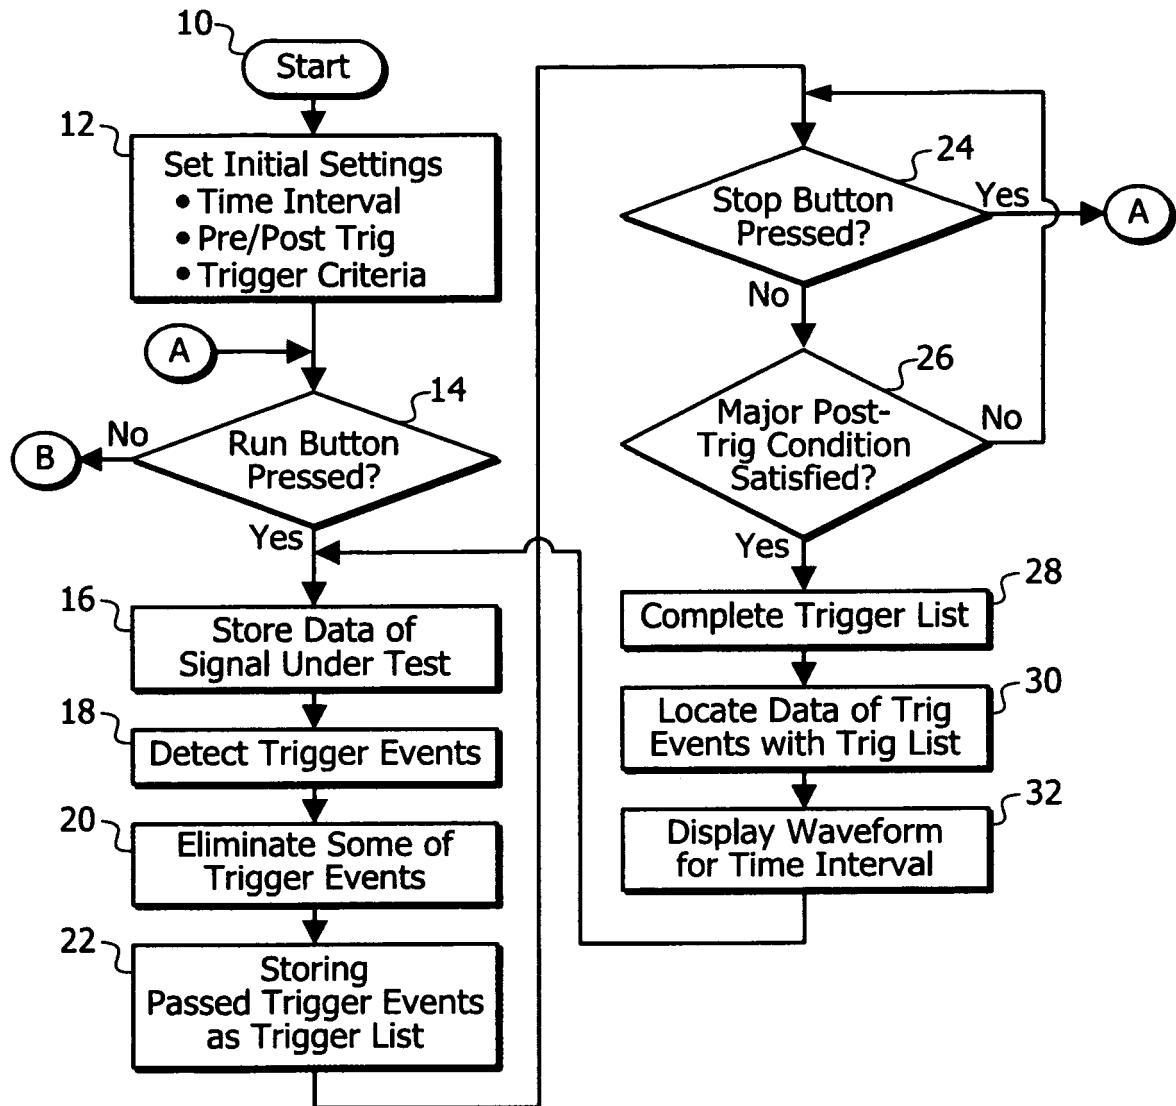 10
Start
12
Set Initial Settings
• Time Interval
• Pre/Post Trig
• Trigger Criteria
A
14
Run Button
Pressed?
No
B
Yes
16
Store Data of
Signal Under Test
18
Detect Trigger Events
20
Eliminate Some of
Trigger Events
22
Storing
Passed Trigger Events
as Trigger List
24
Stop Button
Pressed?
Yes
A
No
26
Major Post-
Trig Condition
Satisfied?
No
Yes
28
Complete Trigger List
30
Locate Data of Trig
Events with Trig List
32
Display Waveform
for Time Interval